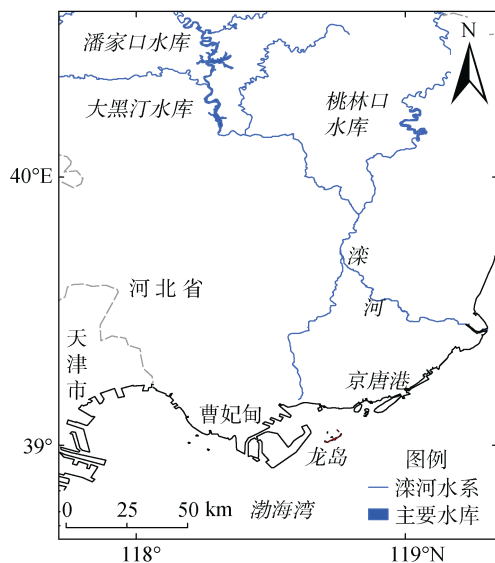 潘家口水库
N
大黑汀水库
桃林口
水库
40°E
滦
河北省
河
天
津
市
京唐港
曹妃甸
39°
龙岛
图例
滦河水系
主要水库
渤海湾
0 25 50 km
118°
119°N